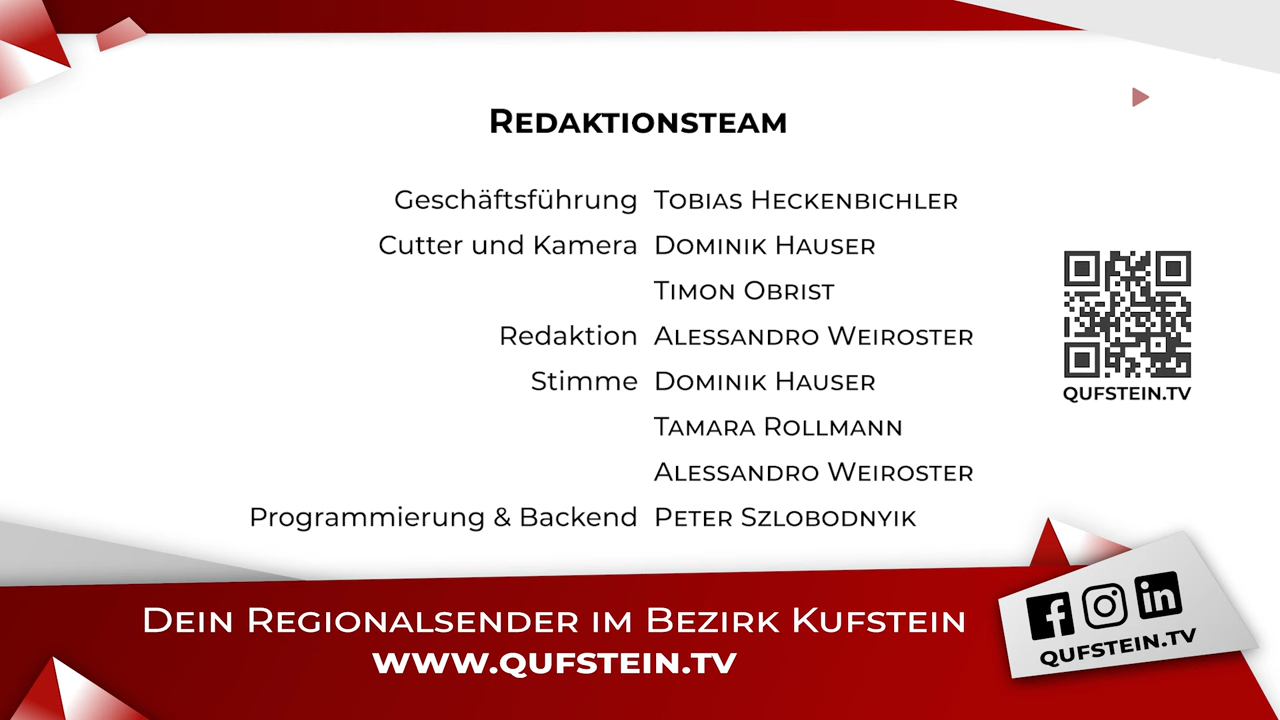 Redaktionsteam
Geschäftsführung Tobias Heckenbichler
Cutter und Kamera Dominik Hauser
Timon Obrist
Redaktion Alessandro Weiroster
Stimme Dominik Hauser
Tamara Rollmann
Alessandro Weiroster
Programmierung & Backend Peter Szlobodnyik
QUFSTEIN.TV
Dein Regionalsender im Bezirk Kufstein
www.qufstein.tv
QUFSTEIN.TV